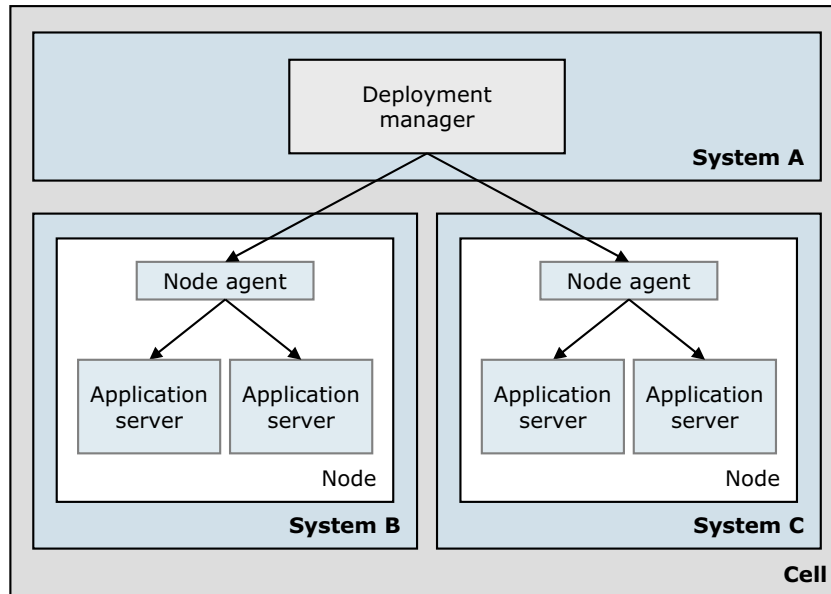 Deployment
manager
System A
Node agent
Application
server
Application
server
Node
System B
Node agent
Application
server
Application
server
Node
System C
Cell